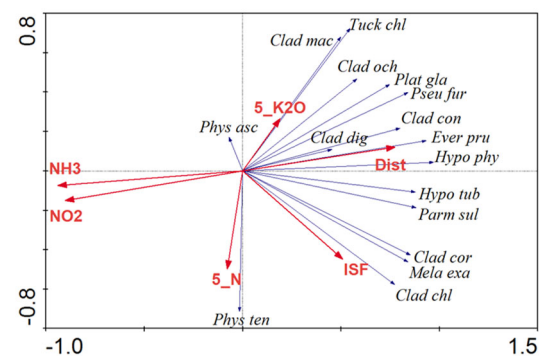 0.8
Tuck chl
Clad mac
Clad och
Plat gla
Pseu fur
5_K2O
Clad con
Phys asc
Clad dig
Ever pru
Dist
Hypo phy
NH3
Hypo tub
NO2
Parm sul
Clad cor
ISF
Mela exa
5_N
Clad chl
-0.8
Phys ten
-1.0
1.5